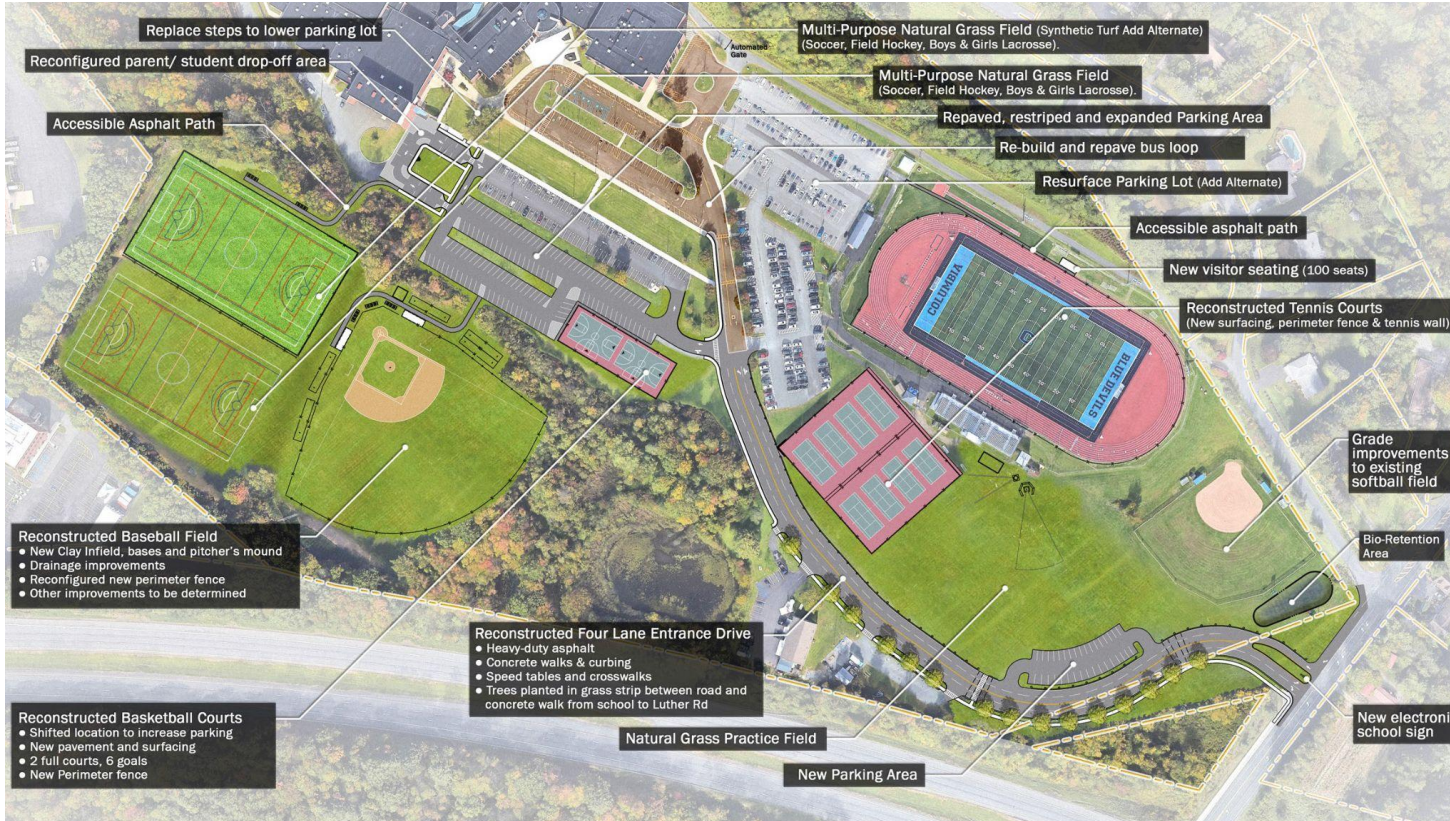 Replace steps to lower parking lot
Reconfigured parent/ student drop-off area
Accessible Asphalt Path
Automated
Gate
Multi-Purpose Natural Grass Field (Synthetic Turf Add Alternate)
(Soccer, Field Hockey, Boys & Girls Lacrosse).
Multi-Purpose Natural Grass Field
(Soccer, Field Hockey, Boys & Girls Lacrosse).
Repaved, restriped and expanded Parking Area
Re-build and repave bus loop
Resurface Parking Lot (Add Alternate)
Accessible asphalt path
New visitor seating (100 seats)
Reconstructed Tennis Courts
(New surfacing, perimeter fence & tennis wall)
COLUMBIA
BLUE DEVILS
Grade
improvements
to existing
softball field
Bio-Retention
Area
Reconstructed Baseball Field
● New Clay Infield, bases and pitcher's mound
● Drainage improvements
● Reconfigured new perimeter fence
● Other improvements to be determined
Reconstructed Four Lane Entrance Drive
● Heavy-duty asphalt
● Concrete walks & curbing
● Speed tables and crosswalks
● Trees planted in grass strip between road and
concrete walk from school to Luther Rd
Reconstructed Basketball Courts
● Shifted location to increase parking
● New pavement and surfacing
● 2 full courts, 6 goals
● New Perimeter fence
Natural Grass Practice Field
New Parking Area
New electroni
school sign